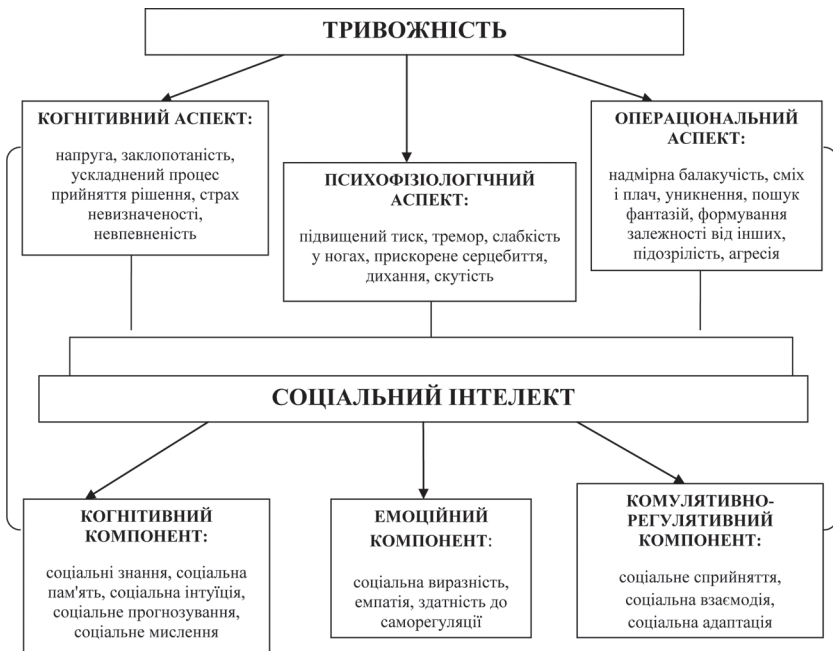 ТРИВОЖНІСТЬ
КОГНІТИВНИЙ АСПЕКТ:
напруга, заклопотаність,
ускладнений процес
прийняття рішення, страх
невизначеності,
невпевненість
ПСИХОФІЗІОЛОГІЧНИЙ
АСПЕКТ:
підвищений тиск, тремор, слабкість
у ногах, прискорене серцебиття,
дихання, скутість
ОПЕРАЦІОНАЛЬНИЙ
АСПЕКТ:
надмірна балакучість, сміх
і плач, уникнення, пошук
фантазій, формування
залежності від інших,
підозрілість, агресія
СОЦІАЛЬНИЙ ІНТЕЛЕКТ
КОГНІТИВНИЙ
КОМПОНЕНТ:
соціальні знання, соціальна
пам'ять, соціальна інтуїція,
соціальне прогнозування,
соціальне мислення
ЕМОЦІЙНИЙ
КОМПОНЕНТ:
соціальна виразність,
емпатія, здатність до
саморегуляції
КОМУЛЯТИВНО-
РЕГУЛЯТИВНИЙ
КОМПОНЕНТ:
соціальне сприйняття,
соціальна взаємодія,
соціальна адаптація